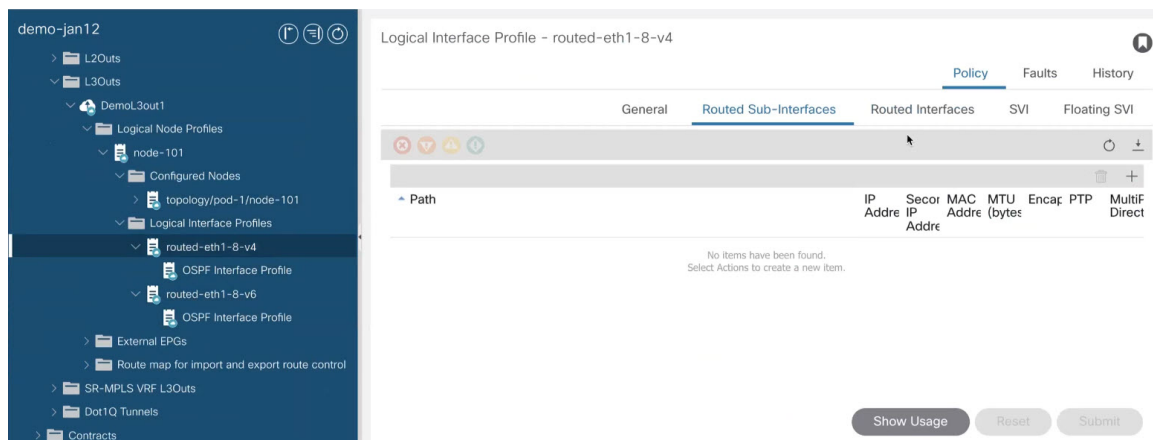 demo-jan12
L2Outs
L3Outs
DemoL3out1
Logical Node Profiles
node-101
Configured Nodes
topology/pod-1/node-101
Logical Interface Profiles
routed-eth1-8-v4
OSPF Interface Profile
routed-eth1-8-v6
OSPF Interface Profile
External EPGs
Route map for import and export route control
SR-MPLS VRF L3Outs
Dot1Q Tunnels
Contracts
Logical Interface Profile - routed-eth1-8-v4
Policy Faults History
General Routed Sub-Interfaces Routed Interfaces SVI Floating SVI
Path IP Secor MAC MTU Encap PTP MultiP
Addre IP Addre (bytes Direct
Addre
No items have been found.
Select Actions to create a new item.
Show Usage Reset Submit